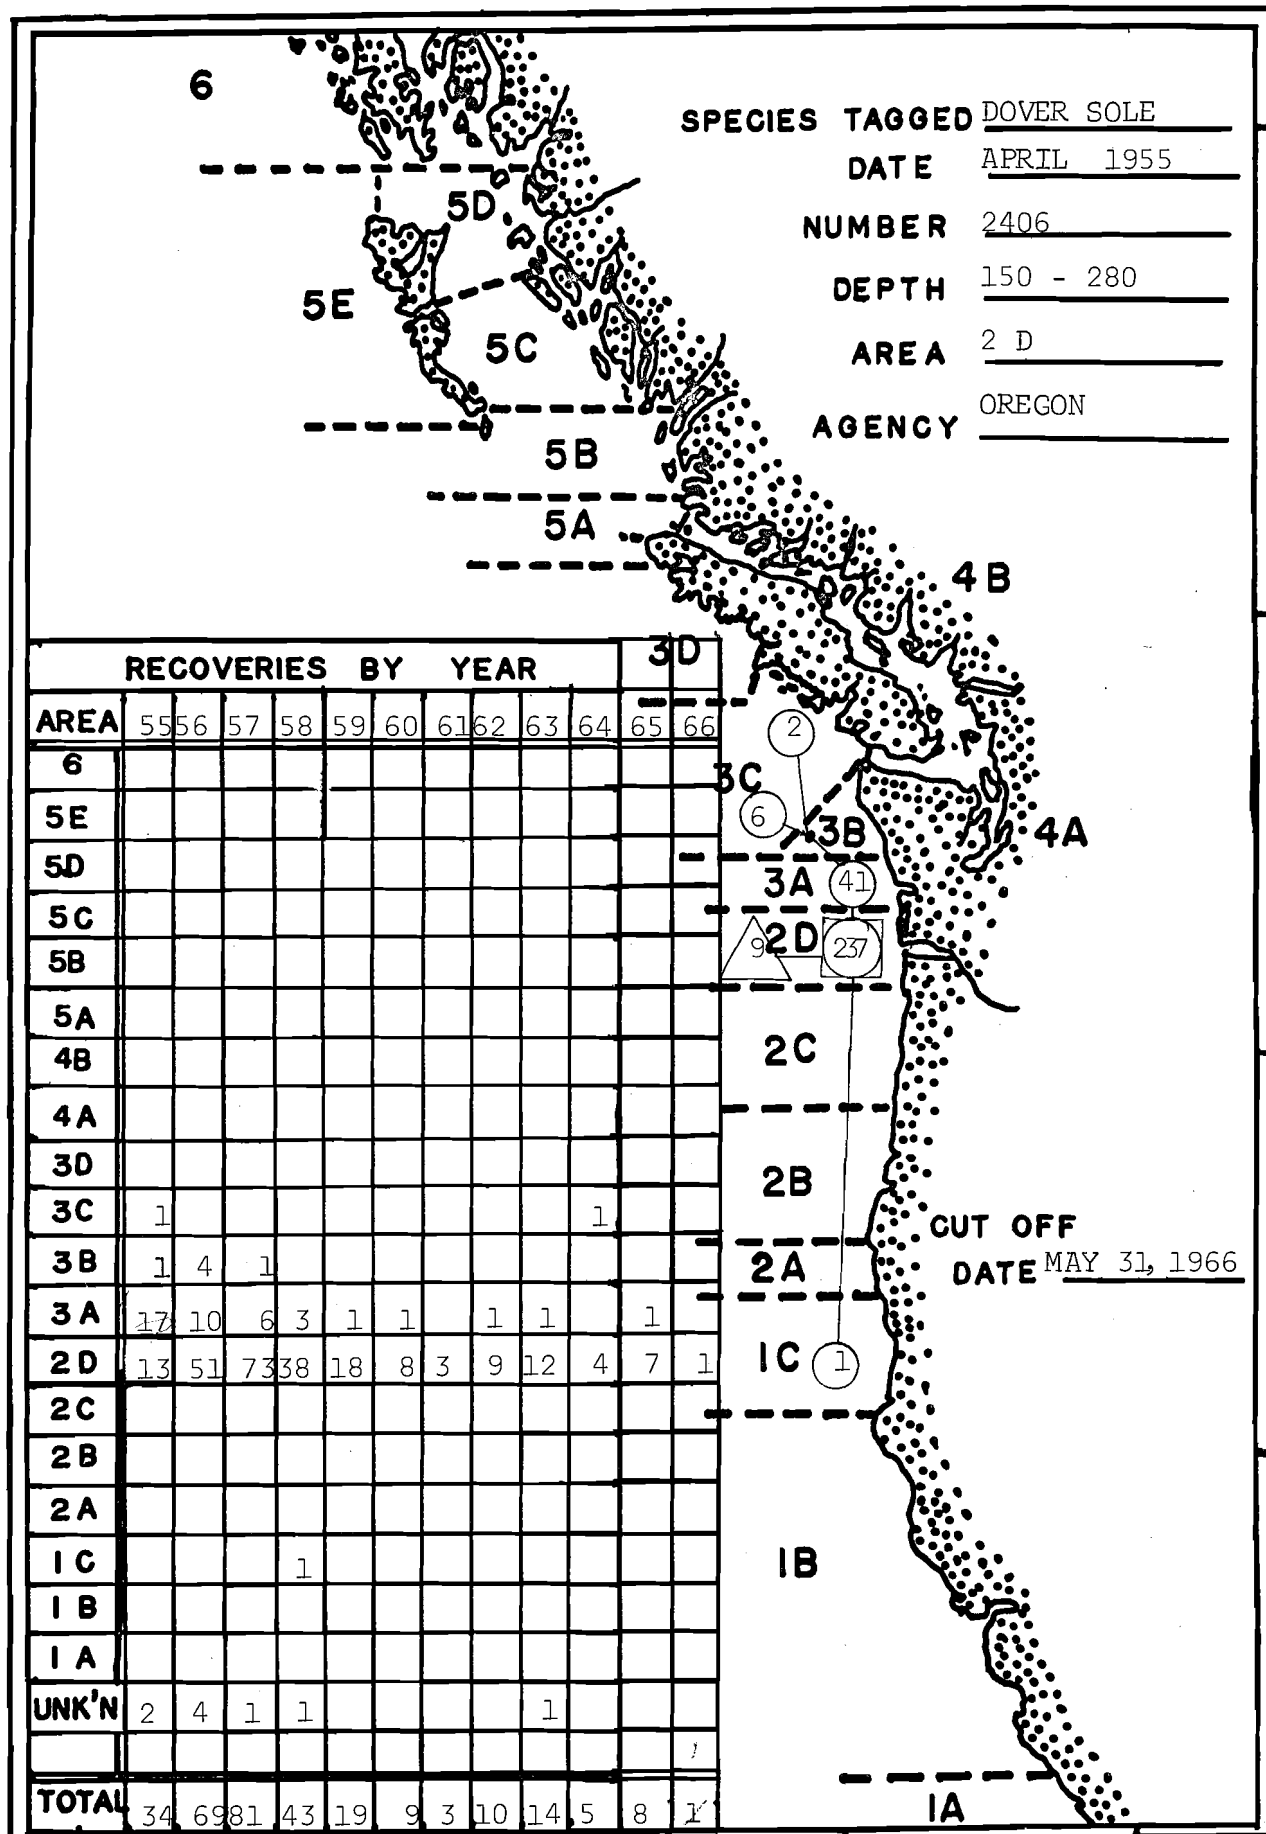 6
SPECIES TAGGED DOVER SOLE
DATE APRIL 1955
5D
NUMBER 2406
5E
DEPTH 150 - 280
5C
AREA 2 D
AGENCY OREGON
5B
5A
4B
3D
RECOVERIES BY YEAR
AREA 55 56 57 58 59 60 61 62 63 64 65 66
6
5E
5D
5C
5B
5A
4B
4A
3D
3C 1 1
3B 1 4 1
3A 17 10 6 3 1 1 1 1 1
2D 13 51 73 38 18 8 3 9 12 4 7 1
2C
2B
2A
1C 1
1B
1A
UNK'N 2 4 1 1 1
1
TOTAL 34 69 81 43 19 9 3 10 14 5 8 1
2
3C
6
3B
4A
3A 41
9 2D 237
2C
2B
CUT OFF
DATE MAY 31, 1966
2A
1C 1
1B
1A